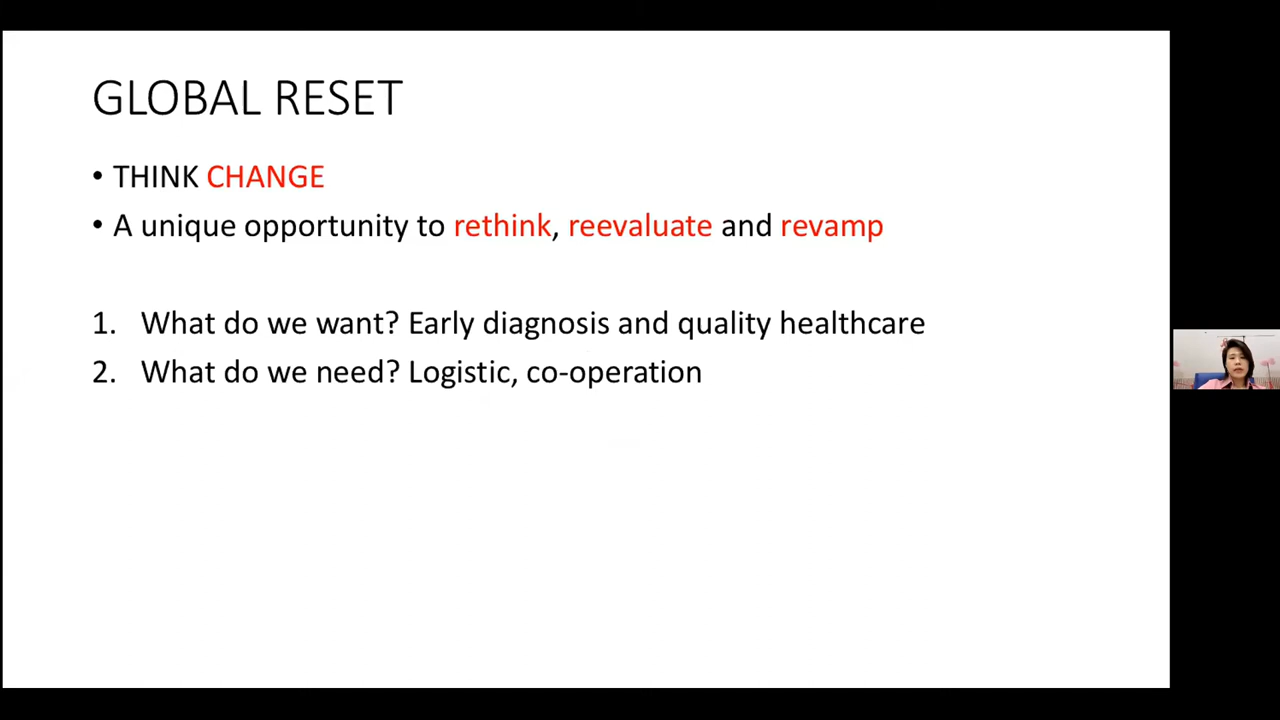 GLOBAL RESET
• THINK CHANGE
• A unique opportunity to rethink, reevaluate and revamp
1. What do we want? Early diagnosis and quality healthcare
2. What do we need? Logistic, co-operation